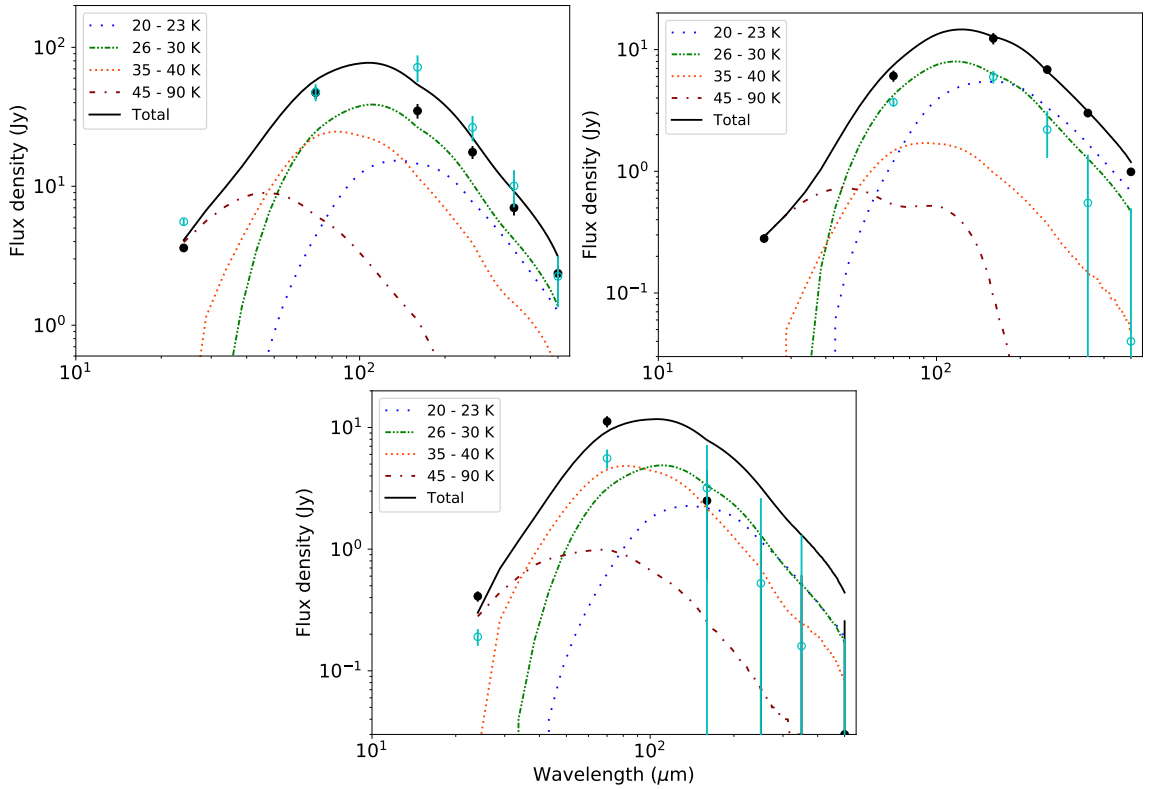 20 - 23 K
26 - 30 K
35 - 40 K
45 - 90 K
Total
Flux density (Jy)
10²
10¹
10⁰
10¹
10²
20 - 23 K
26 - 30 K
35 - 40 K
45 - 90 K
Total
Flux density (Jy)
10¹
10⁰
10⁻¹
10¹
10²
20 - 23 K
26 - 30 K
35 - 40 K
45 - 90 K
Total
Flux density (Jy)
10¹
10⁰
10⁻¹
10¹
10²
Wavelength (μm)